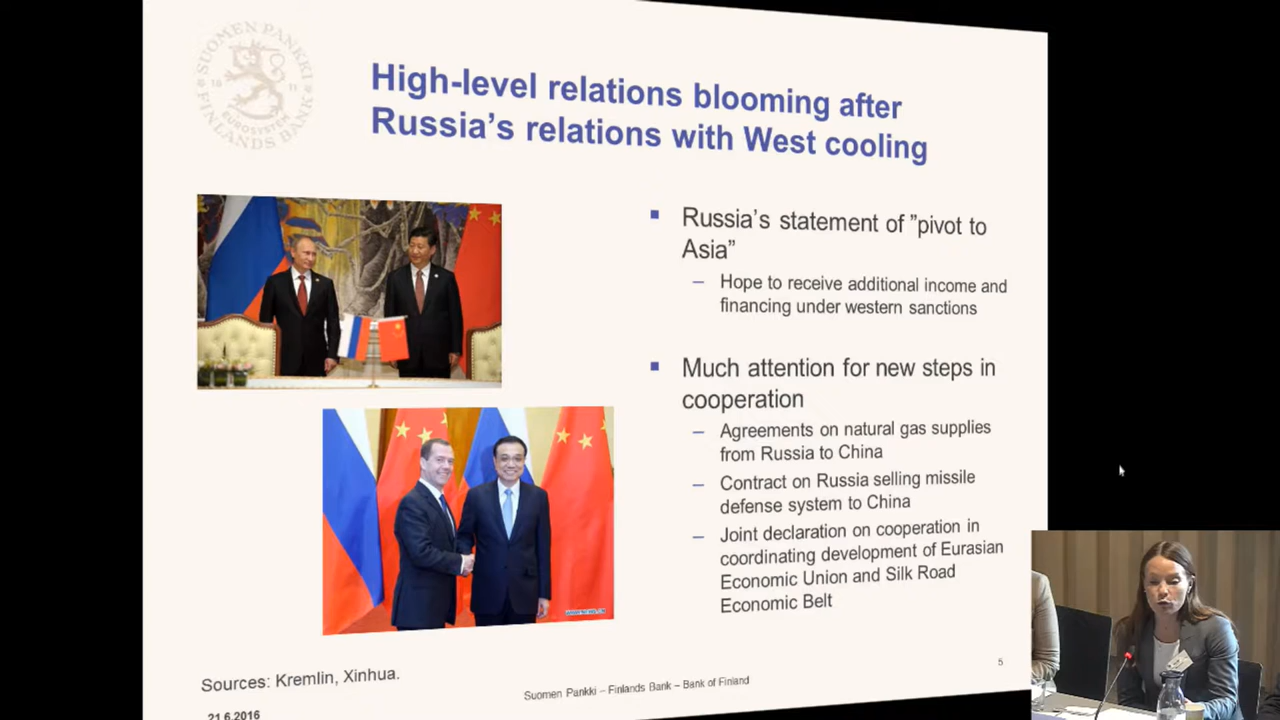 SUOMEN PANKKI
18 11
EUROSYSTEM
FINLANDS BANK
High-level relations blooming after
Russia's relations with West cooling
Russia's statement of ”pivot to
Asia”
– Hope to receive additional income and
financing under western sanctions
Much attention for new steps in
cooperation
– Agreements on natural gas supplies
from Russia to China
– Contract on Russia selling missile
defense system to China
– Joint declaration on cooperation in
coordinating development of Eurasian
Economic Union and Silk Road
Economic Belt
Sources: Kremlin, Xinhua.
5
Suomen Pankki – Finlands Bank – Bank of Finland
21.6.2016